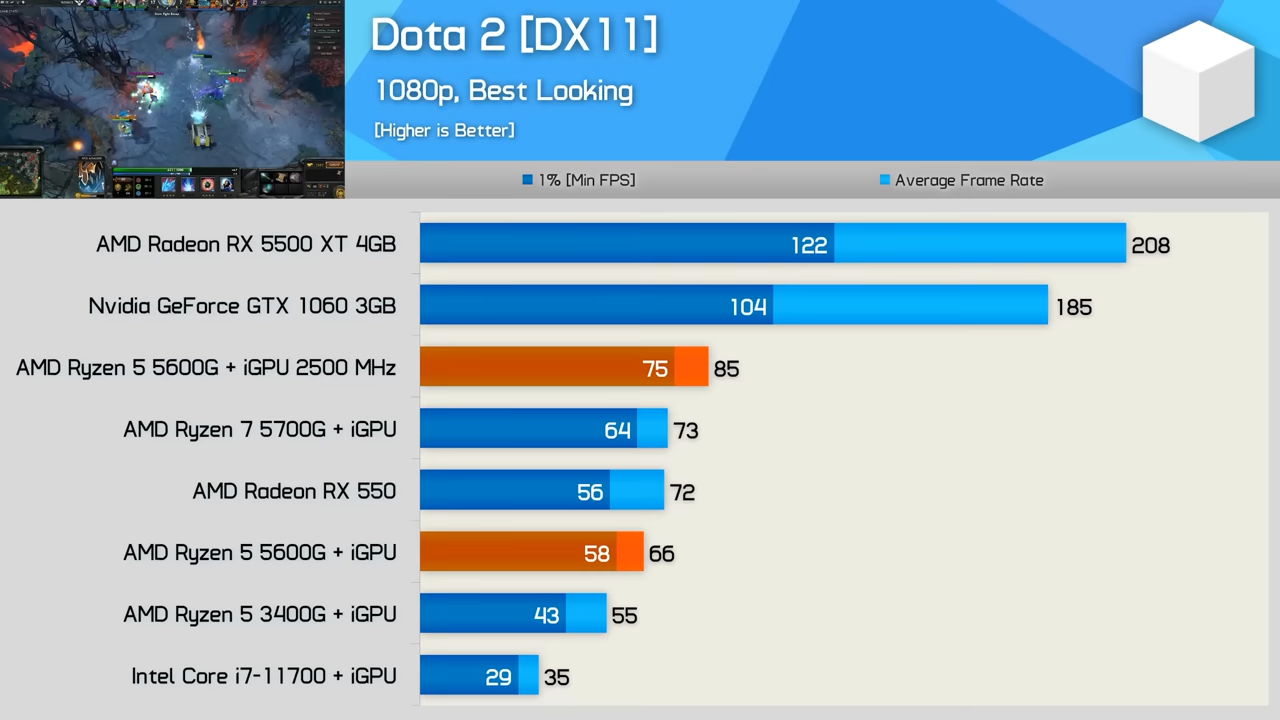 Dota 2 [DX11]
1080p, Best Looking
[Higher is Better]
1% [Min FPS]
Average Frame Rate
AMD Radeon RX 5500 XT 4GB 122 208
Nvidia GeForce GTX 1060 3GB 104 185
AMD Ryzen 5 5600G + iGPU 2500 MHz 75 85
AMD Ryzen 7 5700G + iGPU 64 73
AMD Radeon RX 550 56 72
AMD Ryzen 5 5600G + iGPU 58 66
AMD Ryzen 5 3400G + iGPU 43 55
Intel Core i7-11700 + iGPU 29 35